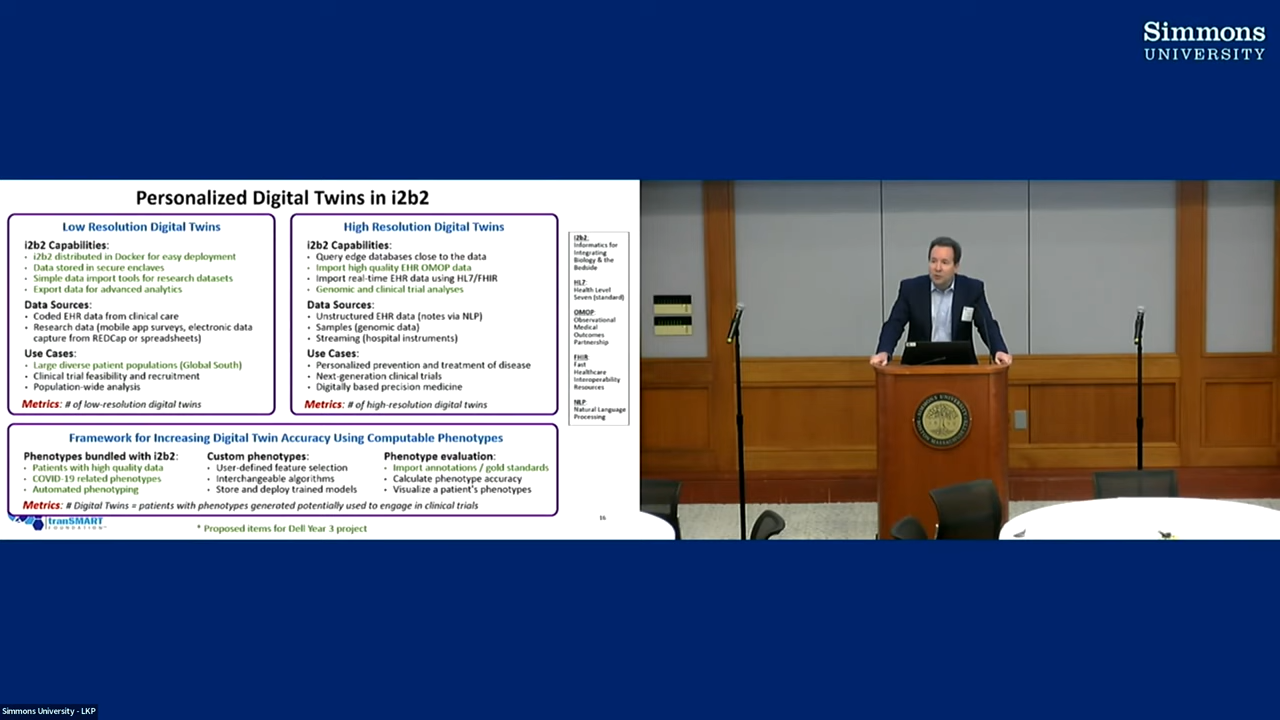 Simmons
UNIVERSITY
Personalized Digital Twins in i2b2
Low Resolution Digital Twins
i2b2 Capabilities:
· i2b2 distributed in Docker for easy deployment
· Data stored in secure enclaves
· Simple data import tools for research datasets
· Export data for advanced analytics
Data Sources:
· Coded EHR data from clinical care
· Research data (mobile app surveys, electronic data
capture from REDCap or spreadsheets)
Use Cases:
· Large diverse patient populations (Global South)
· Clinical trial feasibility and recruitment
· Population-wide analysis
Metrics: # of low-resolution digital twins
High Resolution Digital Twins
i2b2 Capabilities:
· Query edge databases close to the data
· Import high quality EHR OMOP data
· Import real-time EHR data using HL7/FHIR
· Genomic and clinical trial analyses
Data Sources:
· Unstructured EHR data (notes via NLP)
· Samples (genomic data)
· Streaming (hospital instruments)
Use Cases:
· Personalized prevention and treatment of disease
· Next-generation clinical trials
· Digitally based precision medicine
Metrics: # of high-resolution digital twins
i2b2:
Informatics for
Integrating
Biology & the
Bedside
HL7:
Health Level
Seven (standard)
OMOP:
Observational
Medical
Outcomes
Partnership
FHIR:
Fast
Healthcare
Interoperability
Resources
NLP:
Natural Language
Processing
Framework for Increasing Digital Twin Accuracy Using Computable Phenotypes
Phenotypes bundled with i2b2:
· Patients with high quality data
· COVID-19 related phenotypes
· Automated phenotyping
Custom phenotypes:
· User-defined feature selection
· Interchangeable algorithms
· Store and deploy trained models
Phenotype evaluation:
· Import annotations / gold standards
· Calculate phenotype accuracy
· Visualize a patient's phenotypes
Metrics: # Digital Twins = patients with phenotypes generated potentially used to engage in clinical trials
tranSMART
FOUNDATION
* Proposed items for Dell Year 3 project
16
Simmons University - LKP